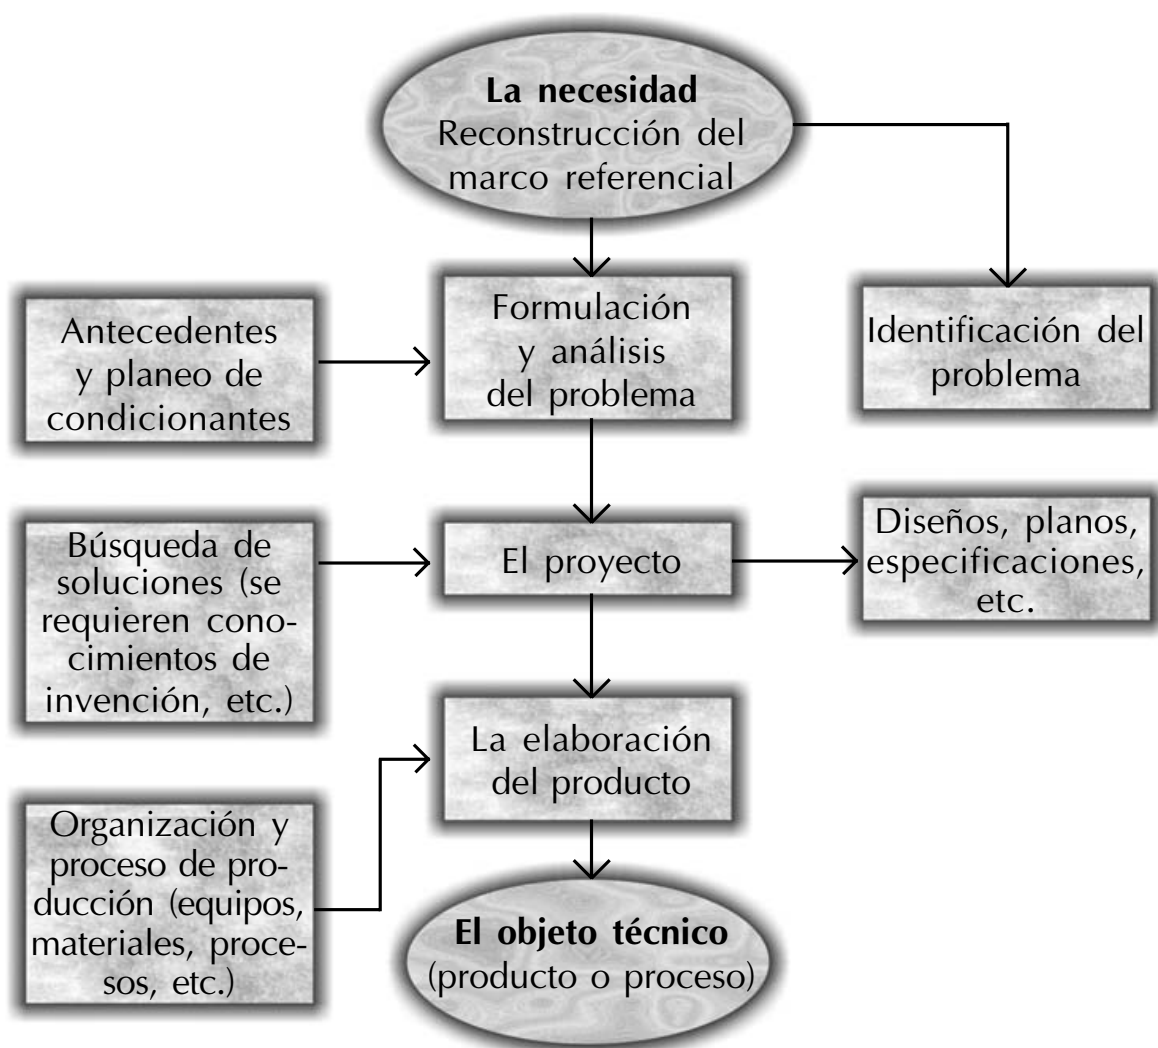 La necesidad
Reconstrucción del
marco referencial
Antecedentes
y planeo de
condicionantes
Formulación
y análisis
del problema
Identificación del
problema
Búsqueda de
soluciones (se
requieren cono-
cimientos de
invención, etc.)
El proyecto
Diseños, planos,
especificaciones,
etc.
Organización y
proceso de pro-
ducción (equipos,
materiales, proce-
sos, etc.)
La elaboración
del producto
El objeto técnico
(producto o proceso)